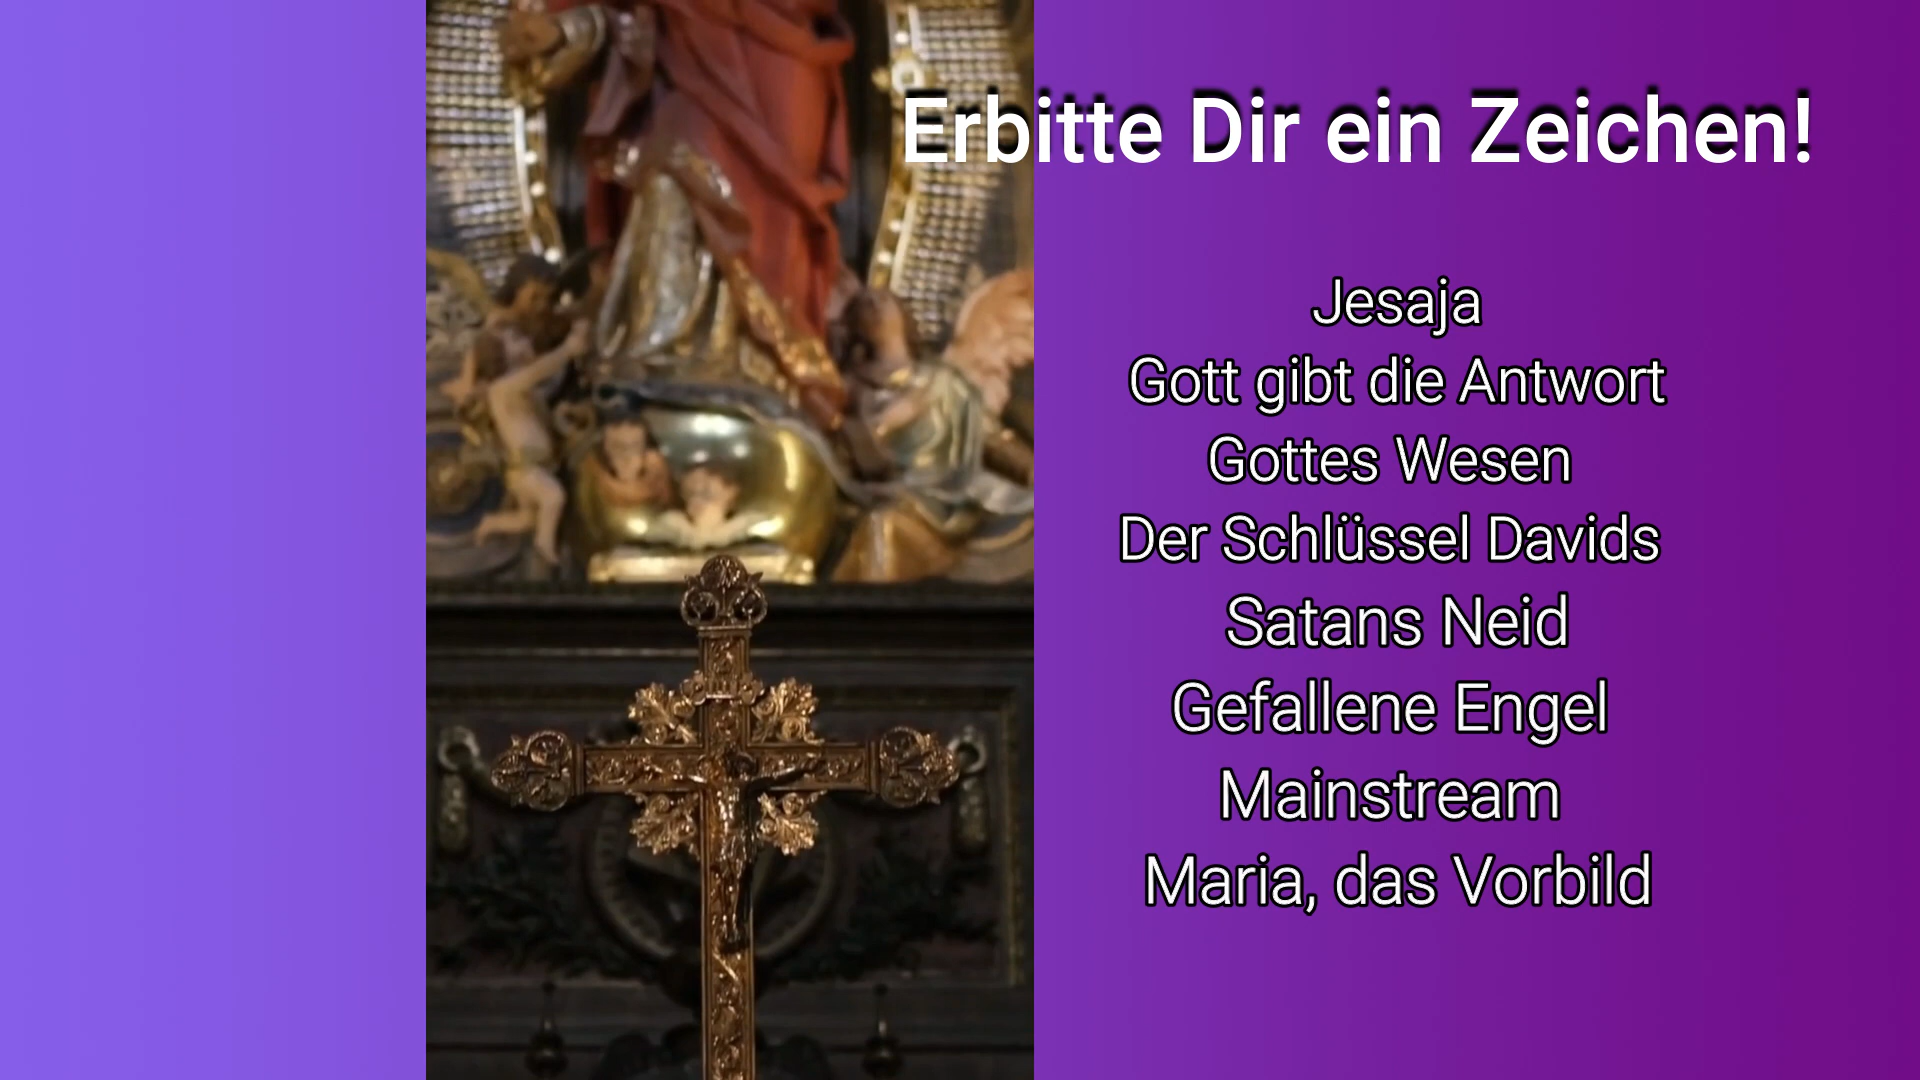 Erbitte Dir ein Zeichen!
Jesaja
Gott gibt die Antwort
Gottes Wesen
Der Schlüssel Davids
Satans Neid
Gefallene Engel
Mainstream
Maria, das Vorbild